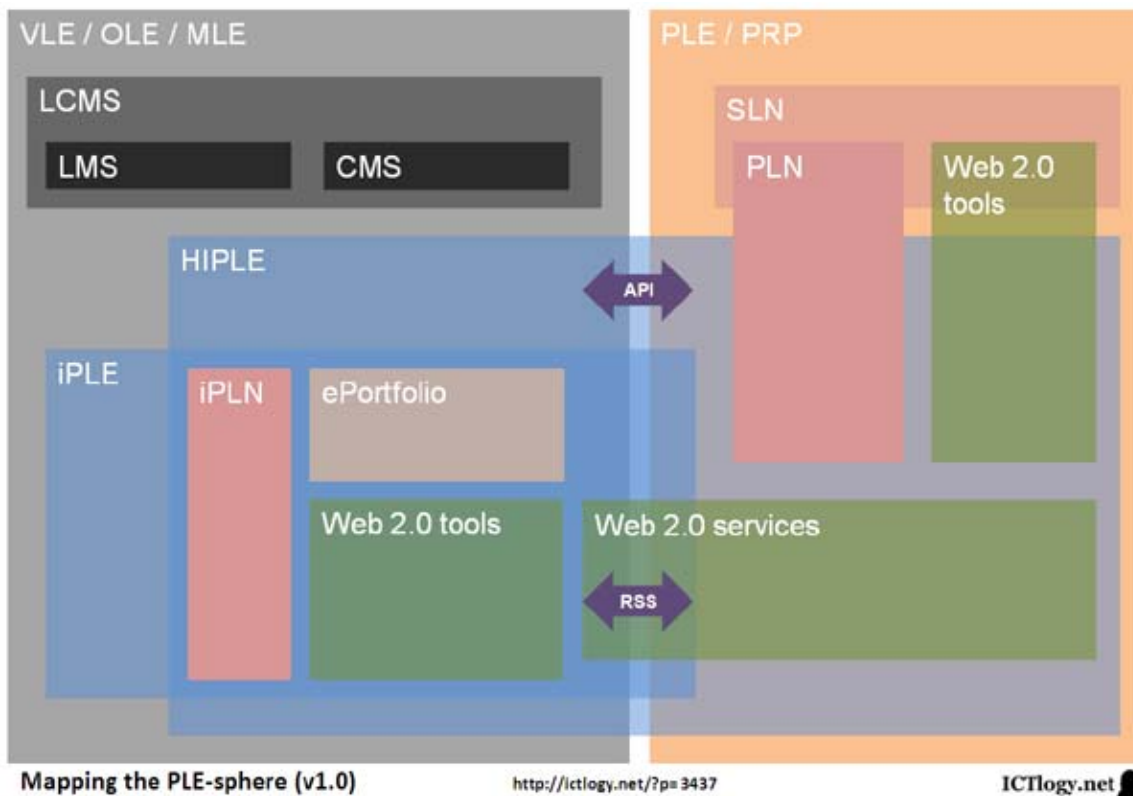 VLE / OLE / MLE
PLE / PRP
LCMS
LMS
CMS
SLN
PLN
Web 2.0
tools
HIPLE
API
iPLE
iPLN
ePortfolio
Web 2.0 tools
Web 2.0 services
RSS
Mapping the PLE-sphere (v1.0)
http://ictlogy.net/?p=3437
ICTlogy.net